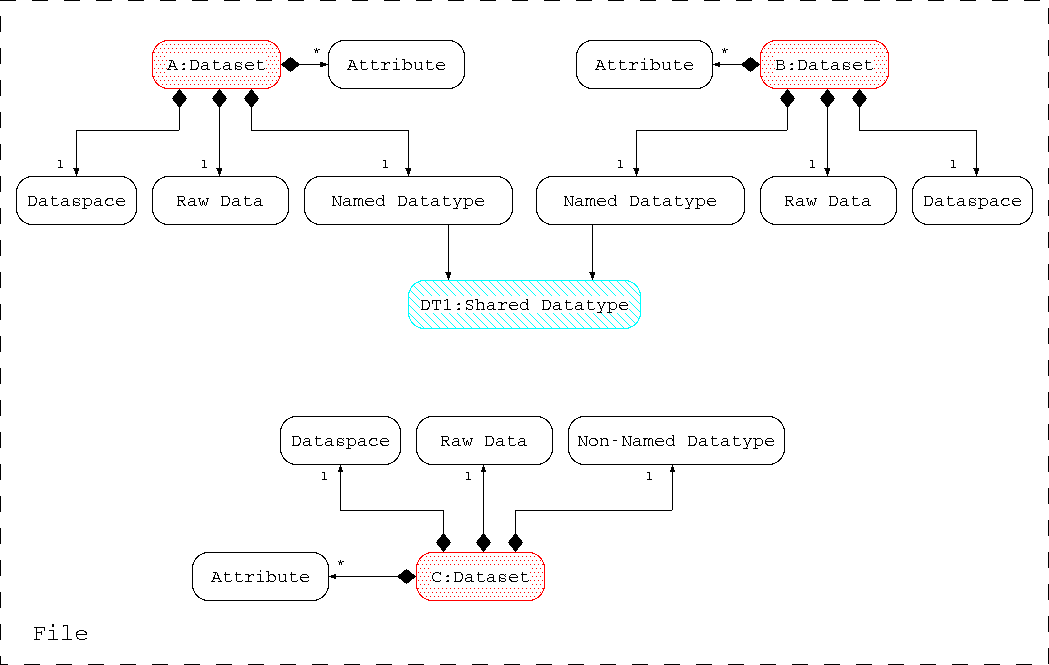 A:Dataset * Attribute Attribute * B:Dataset
1 1 1 1 1 1
Dataspace Raw Data Named Datatype Named Datatype Raw Data Dataspace
DT1:Shared Datatype
Dataspace Raw Data Non-Named Datatype
1 1 1
Attribute * C:Dataset
File